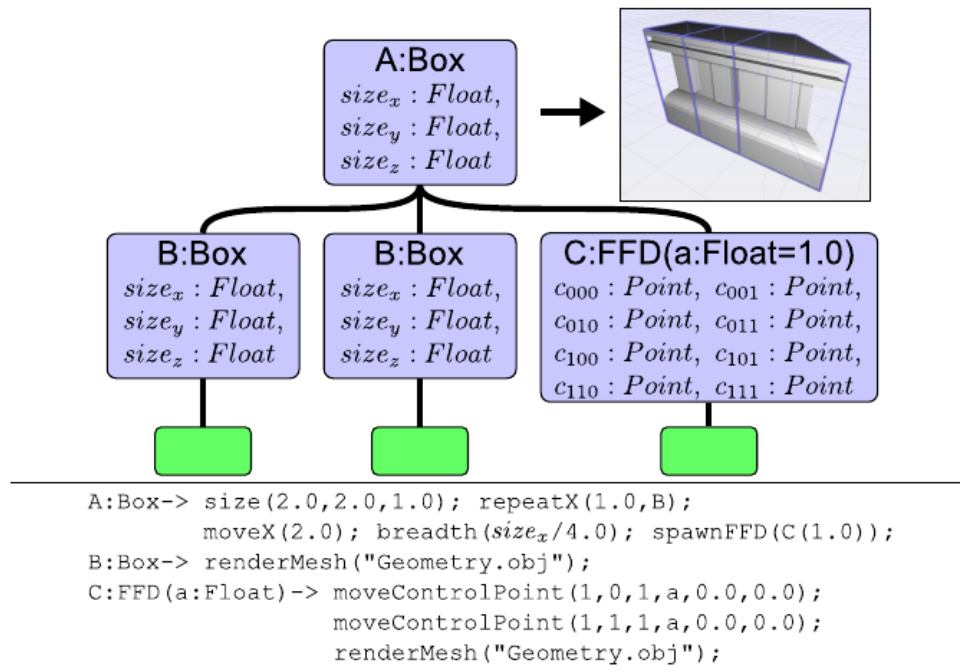 A:Box
size_x : Float,
size_y : Float,
size_z : Float
B:Box
size_x : Float,
size_y : Float,
size_z : Float
B:Box
size_x : Float,
size_y : Float,
size_z : Float
C:FFD(a:Float=1.0)
c_000 : Point, c_001 : Point,
c_010 : Point, c_011 : Point,
c_100 : Point, c_101 : Point,
c_110 : Point, c_111 : Point
A:Box-> size(2.0,2.0,1.0); repeatX(1.0,B);
moveX(2.0); breadth(size_x/4.0); spawnFFD(C(1.0));
B:Box-> renderMesh("Geometry.obj");
C:FFD(a:Float)-> moveControlPoint(1,0,1,a,0.0,0.0);
moveControlPoint(1,1,1,a,0.0,0.0);
renderMesh("Geometry.obj");